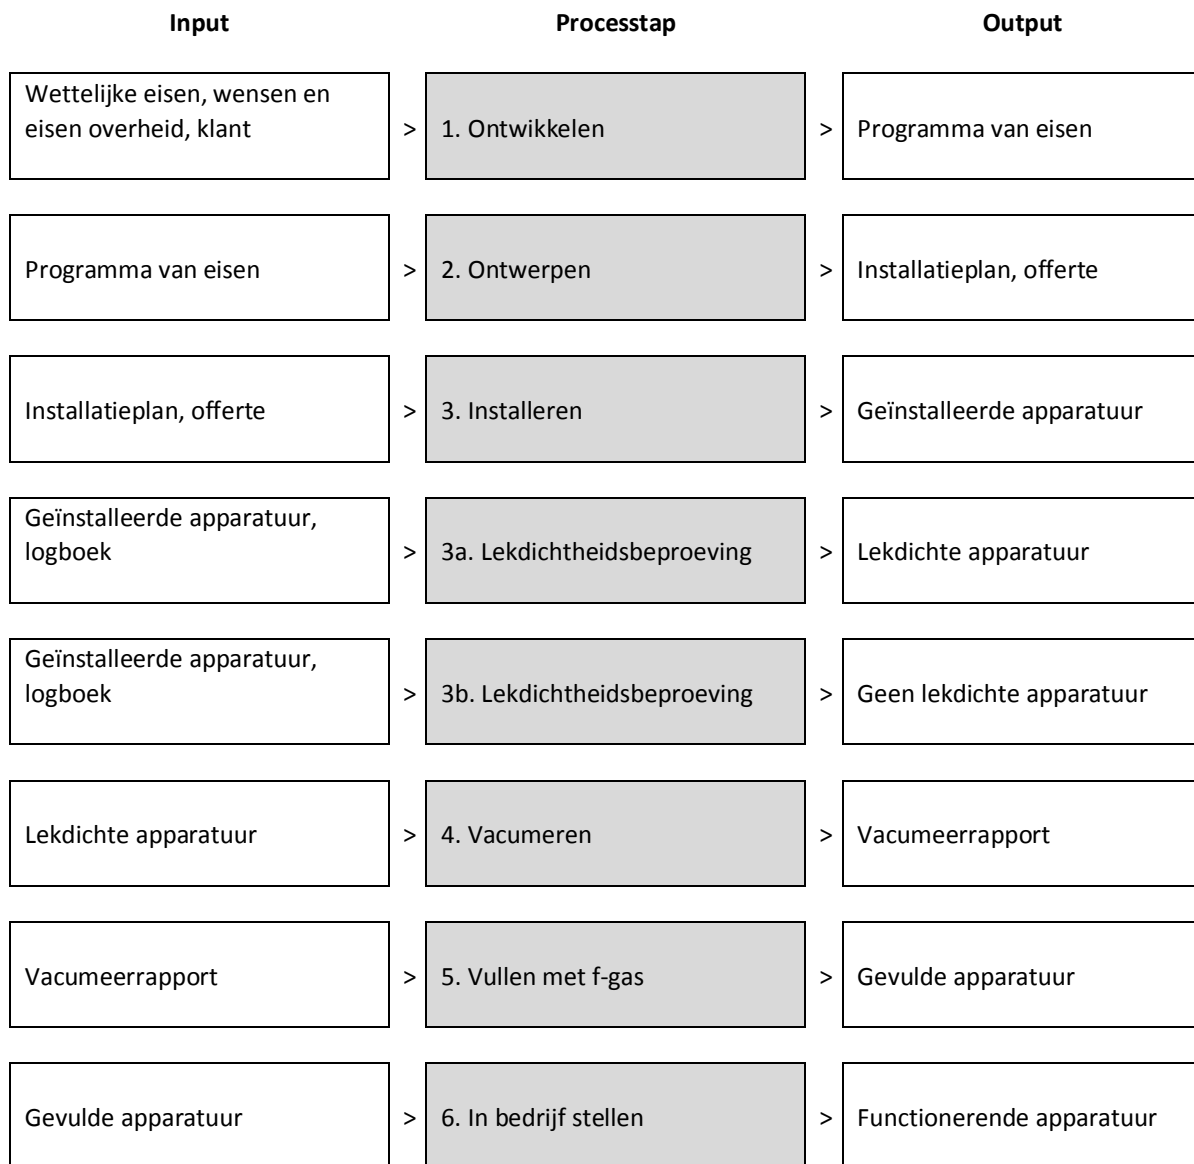 Input Processtap Output
Wettelijke eisen, wensen en
eisen overheid, klant > 1. Ontwikkelen > Programma van eisen
Programma van eisen > 2. Ontwerpen > Installatieplan, offerte
Installatieplan, offerte > 3. Installeren > Geïnstalleerde apparatuur
Geïnstalleerde apparatuur,
logboek > 3a. Lekdichtheidsbeproeving > Lekdichte apparatuur
Geïnstalleerde apparatuur,
logboek > 3b. Lekdichtheidsbeproeving > Geen lekdichte apparatuur
Lekdichte apparatuur > 4. Vacumeren > Vacumeerrapport
Vacumeerrapport > 5. Vullen met f-gas > Gevulde apparatuur
Gevulde apparatuur > 6. In bedrijf stellen > Functionerende apparatuur